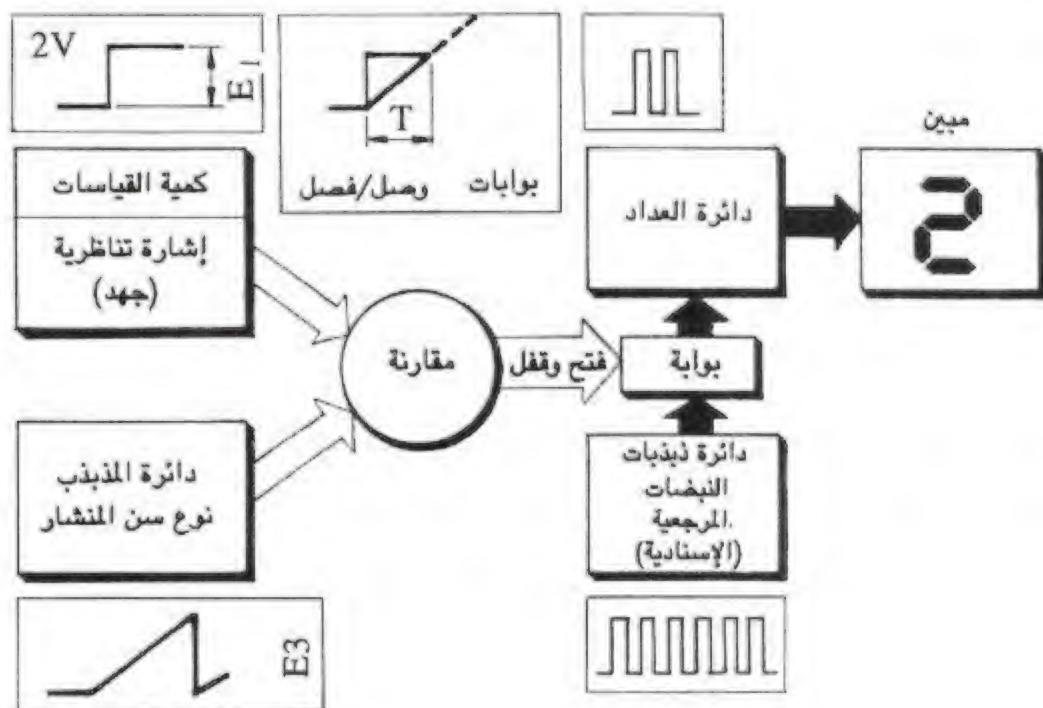 2V
E1
T
بوابات وصل/فصل
مبين
كمية القياسات
إشارة تناظرية
(جهد)
دائرة العداد
2
مقارنة
فتح وقفل
بوابة
دائرة المذبذب
نوع سن المنشار
دائرة ذبذبات
النبضات
المرجعية.
(الإسنادية)
E3